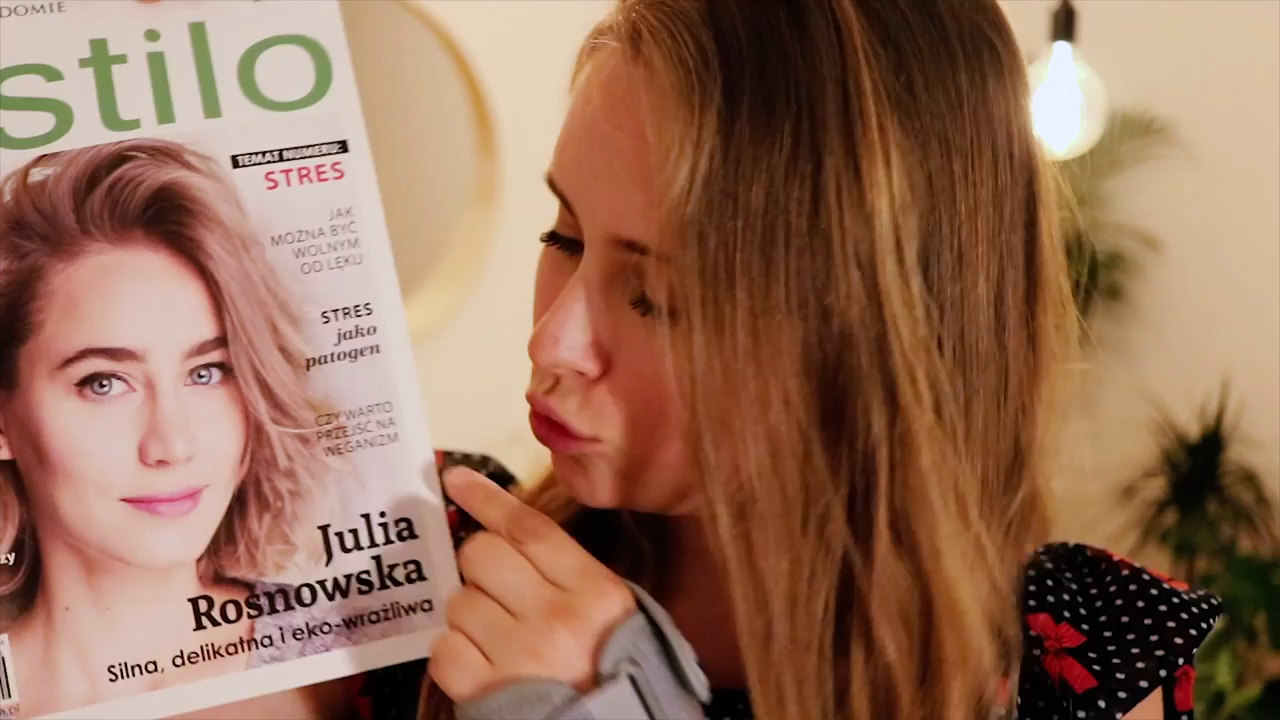 DOMIE
stilo
TEMAT NUMERU:
STRES
JAK
MOŻNA BYĆ
WOLNYM
OD LĘKU
STRES
jako
patogen
CZY WARTO
PRZEJŚĆ NA
WEGANIZM
zy
Julia
Rosnowska
Silna, delikatna i eko-wrażliwa